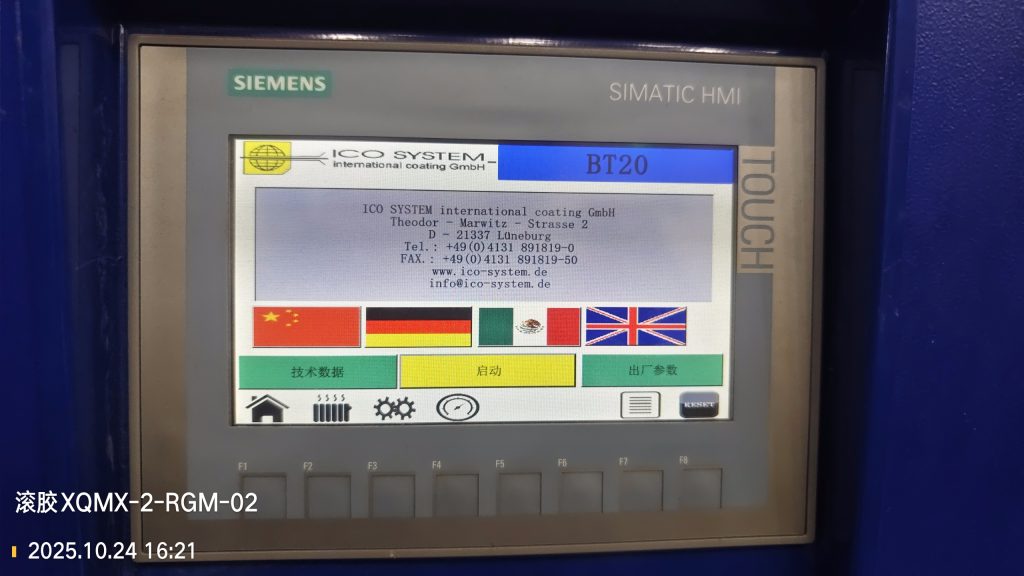 SIEMENS
SIMATIC HMI
TOUCH
ICO SYSTEM
international coating GmbH
BT20
ICO SYSTEM international coating GmbH
Theodor - Marwitz - Strasse 2
D - 21337 Lüneburg
Tel.: +49(0)4131 891819-0
FAX.: +49(0)4131 891819-50
www.ico-system.de
info@ico-system.de
技术数据
启动
出厂参数
RESET
F1 F2 F3 F4 F5 F6 F7 F8
滚胶XQMX-2-RGM-02
2025.10.24 16:21